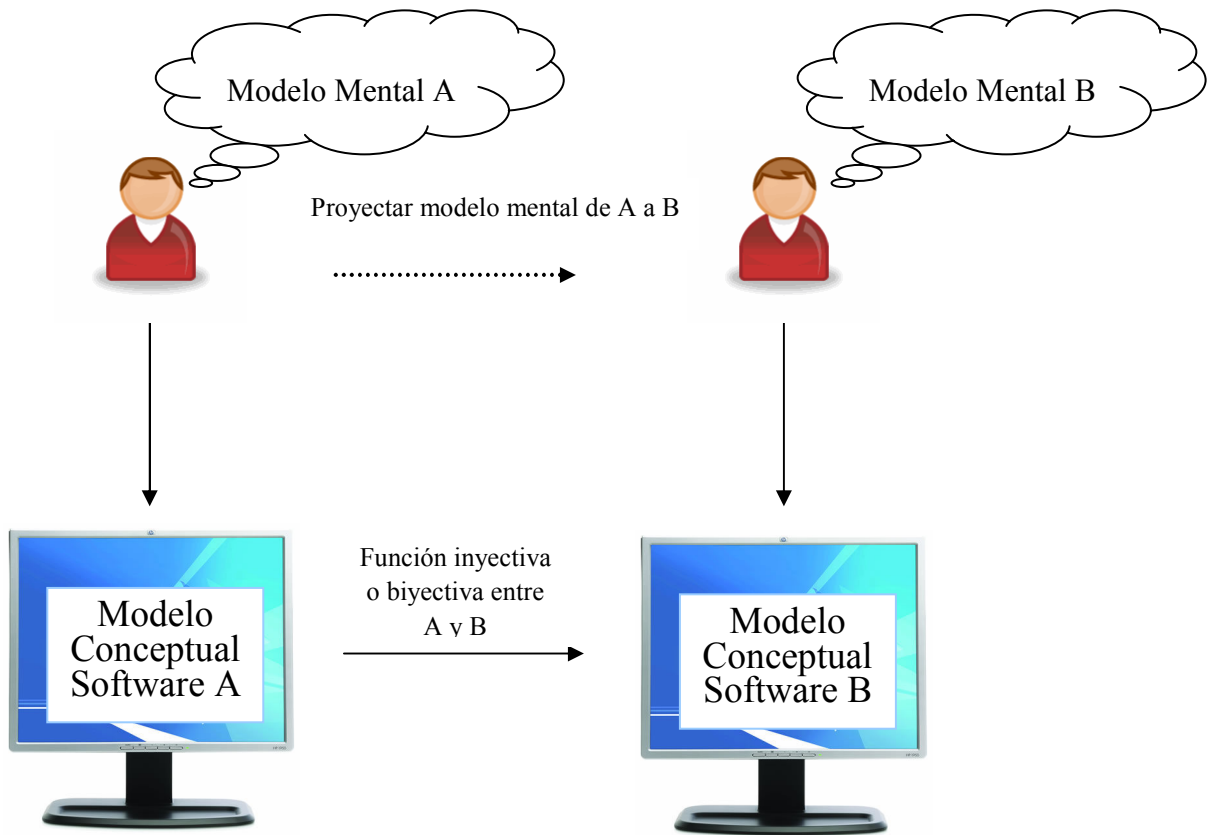 Modelo Mental A
Modelo Mental B
Proyectar modelo mental de A a B
Función inyectiva
o biyectiva entre
A y B
Modelo
Conceptual
Software A
Modelo
Conceptual
Software B